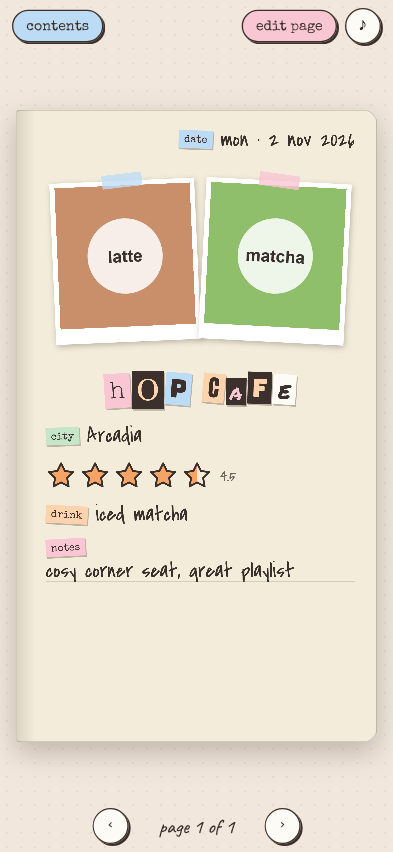 contents
edit page
♪
date mon · 2 nov 2026
latte
matcha
hOP CAFE
city Arcadia
4.5
drink iced matcha
notes
cosy corner seat, great playlist
‹ page 1 of 1 ›